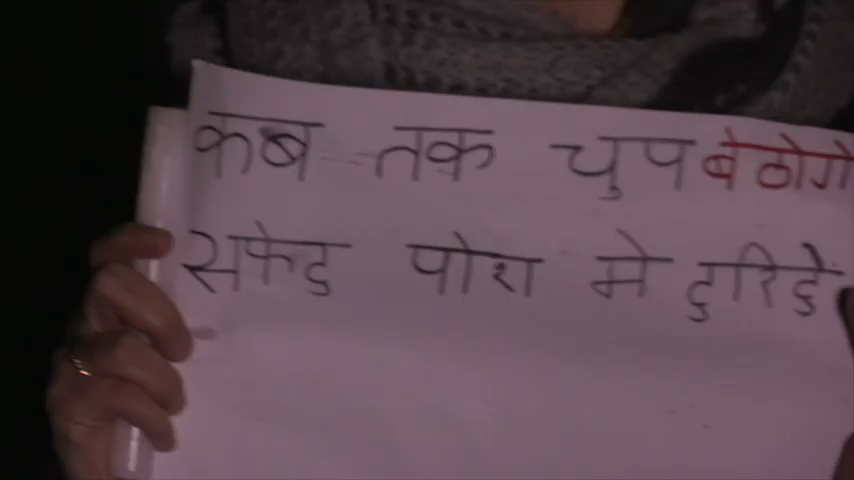 कब तक चुप बेठोगे
सफेद पोश मे दरिदे